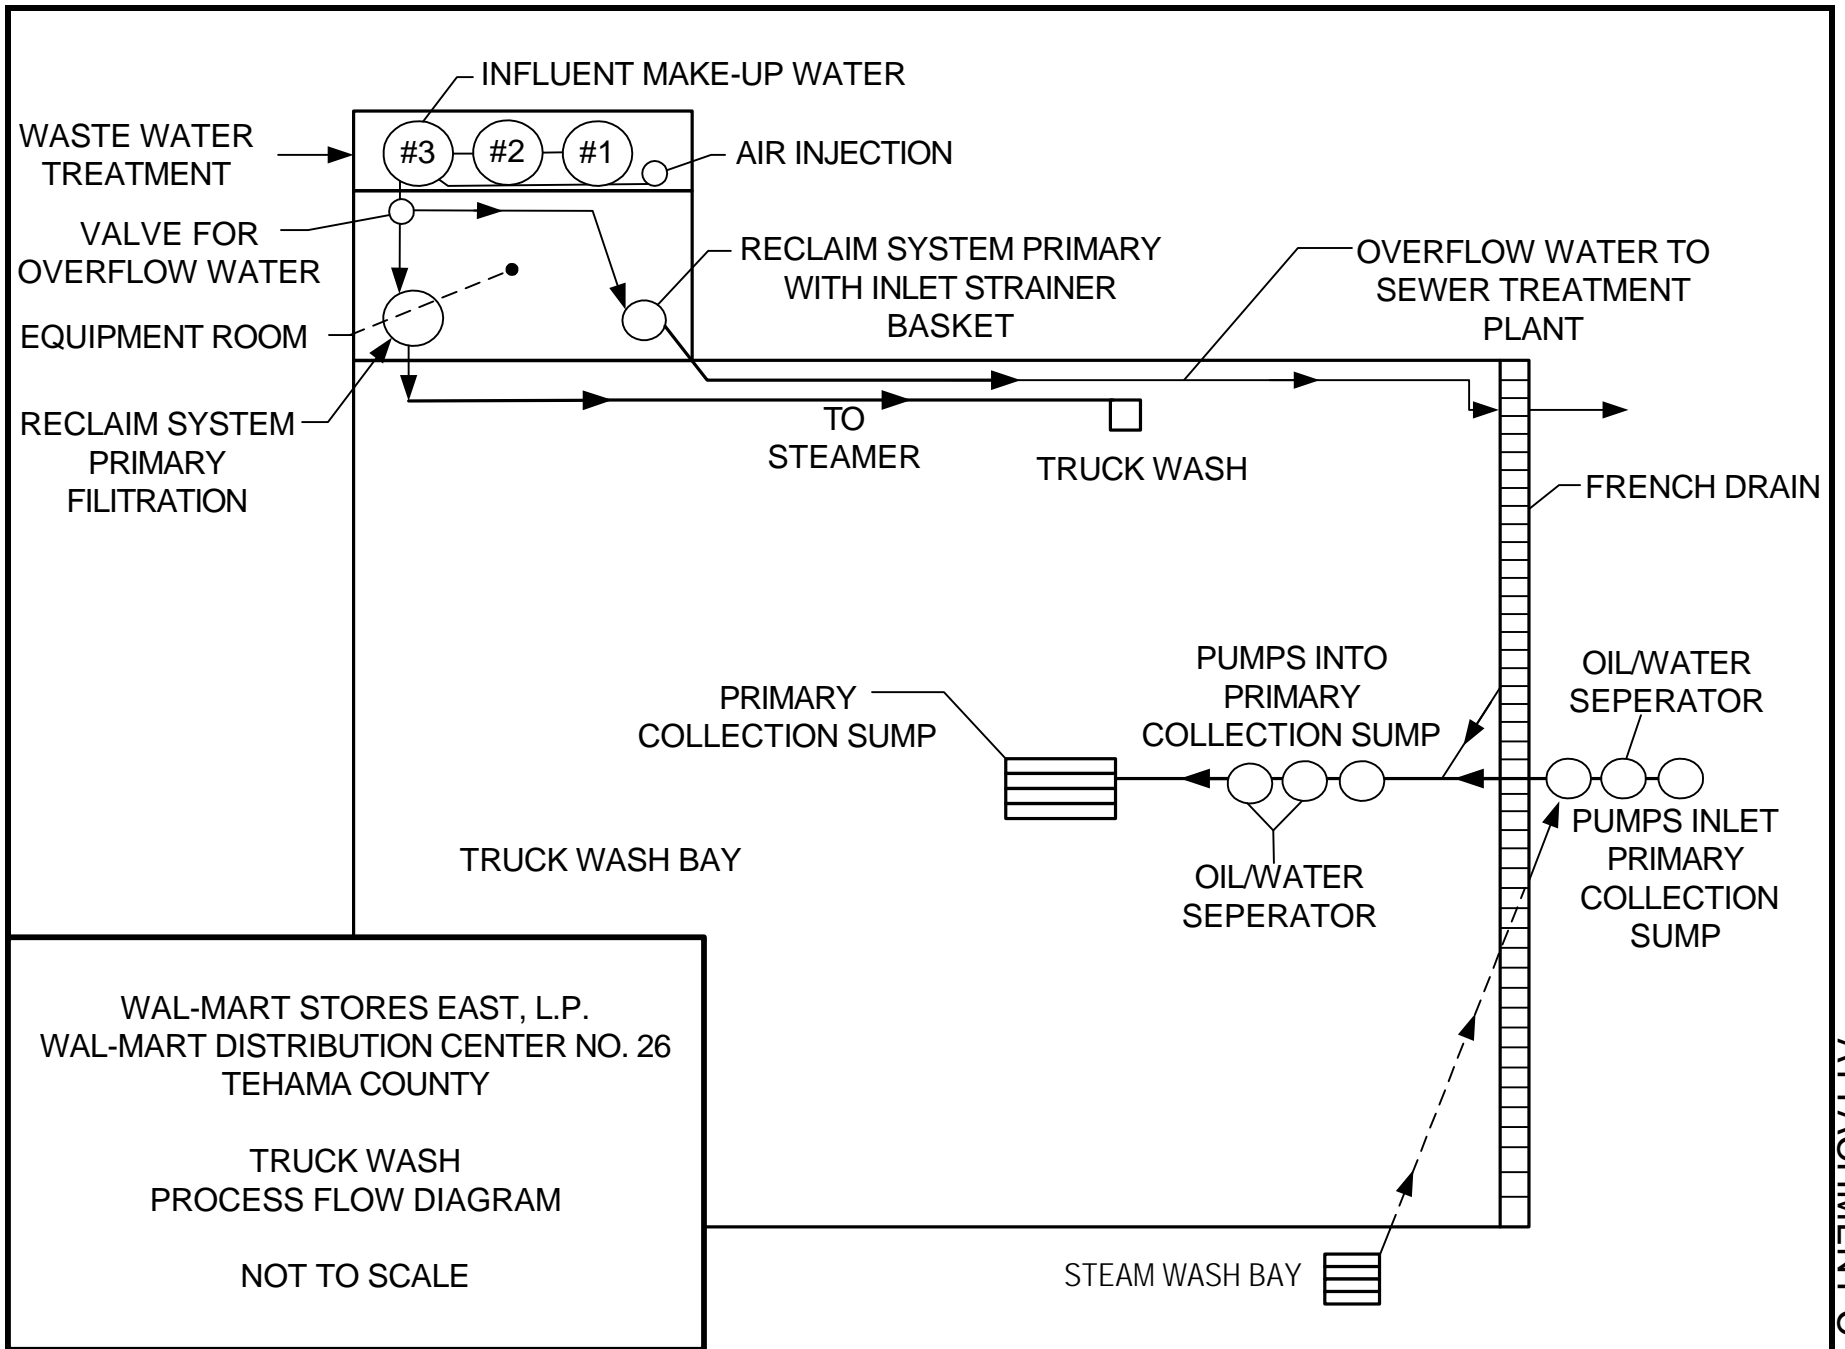 INFLUENT MAKE-UP WATER
WASTE WATER
TREATMENT
#3
#2
#1
AIR INJECTION
VALVE FOR
OVERFLOW WATER
RECLAIM SYSTEM PRIMARY
WITH INLET STRAINER
BASKET
OVERFLOW WATER TO
SEWER TREATMENT
PLANT
EQUIPMENT ROOM
RECLAIM SYSTEM
PRIMARY
FILITRATION
TO
STEAMER
TRUCK WASH
FRENCH DRAIN
PRIMARY
COLLECTION SUMP
PUMPS INTO
PRIMARY
COLLECTION SUMP
OIL/WATER
SEPERATOR
OIL/WATER
SEPERATOR
PUMPS INLET
PRIMARY
COLLECTION
SUMP
TRUCK WASH BAY
WAL-MART STORES EAST, L.P.
WAL-MART DISTRIBUTION CENTER NO. 26
TEHAMA COUNTY
TRUCK WASH
PROCESS FLOW DIAGRAM
NOT TO SCALE
STEAM WASH BAY
ATTACHMENT